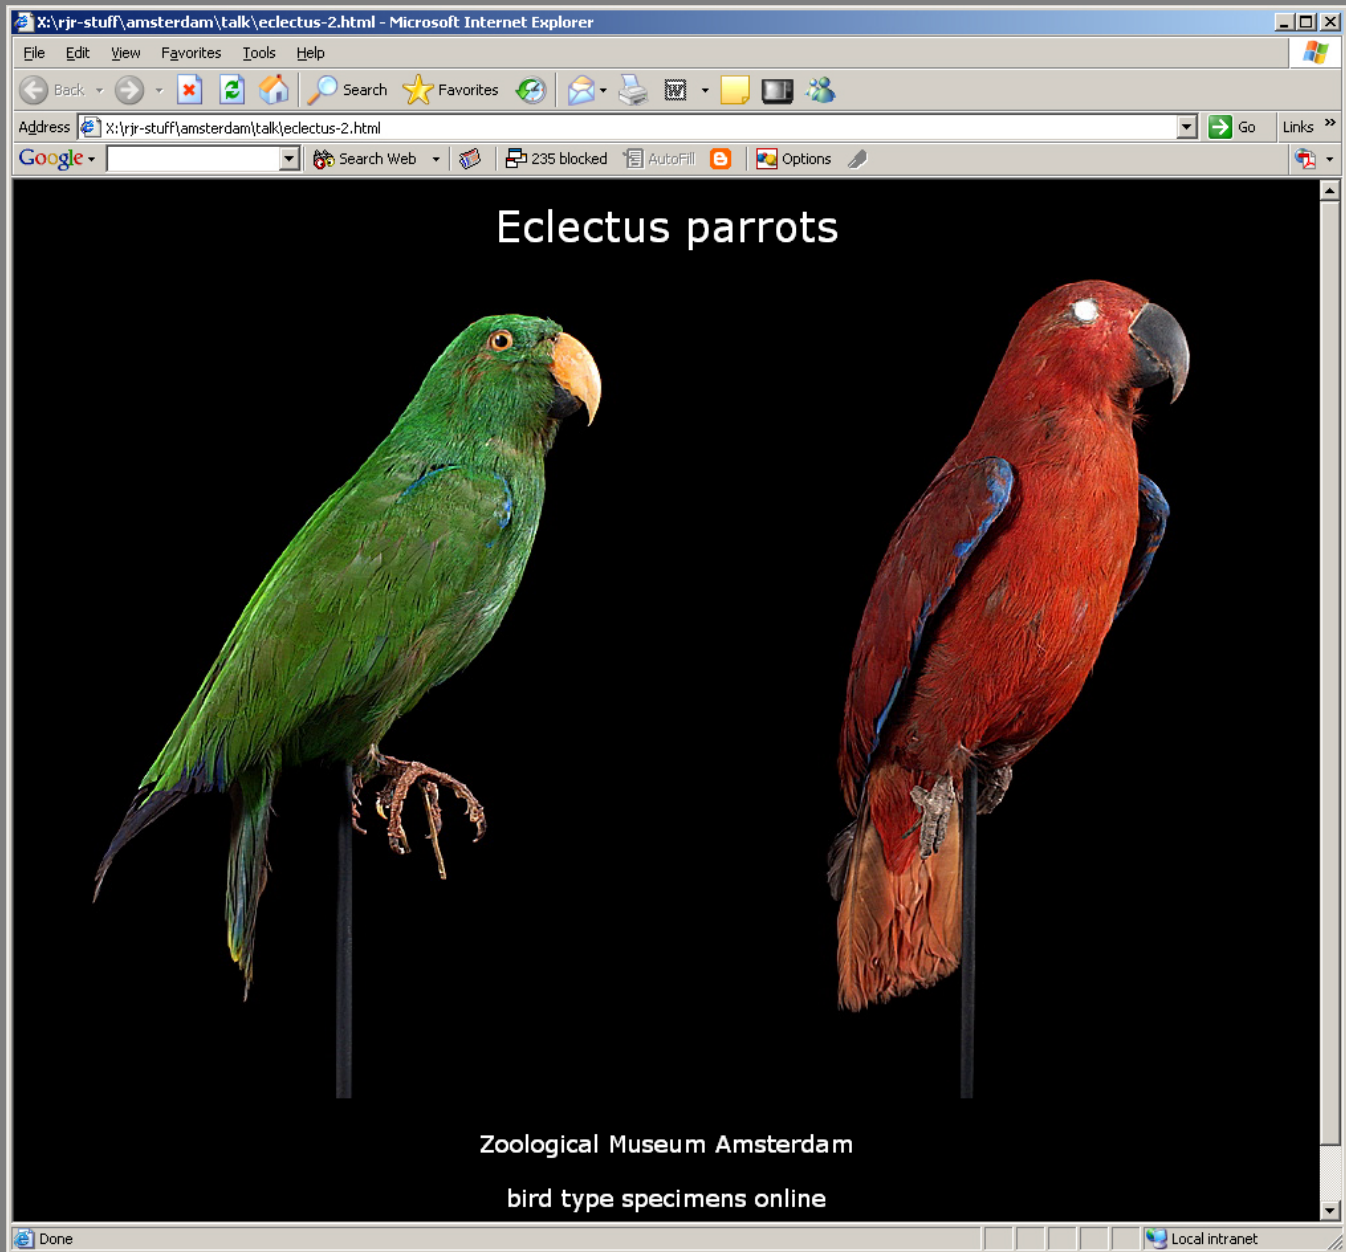 X:\rjr-stuff\amsterdam\talk\eclectus-2.html - Microsoft Internet Explorer
File Edit View Favorites Tools Help
Back Search Favorites
Address X:\rjr-stuff\amsterdam\talk\eclectus-2.html Go Links »
Google Search Web 235 blocked AutoFill Options
Eclectus parrots
Zoological Museum Amsterdam
bird type specimens online
Done Local intranet